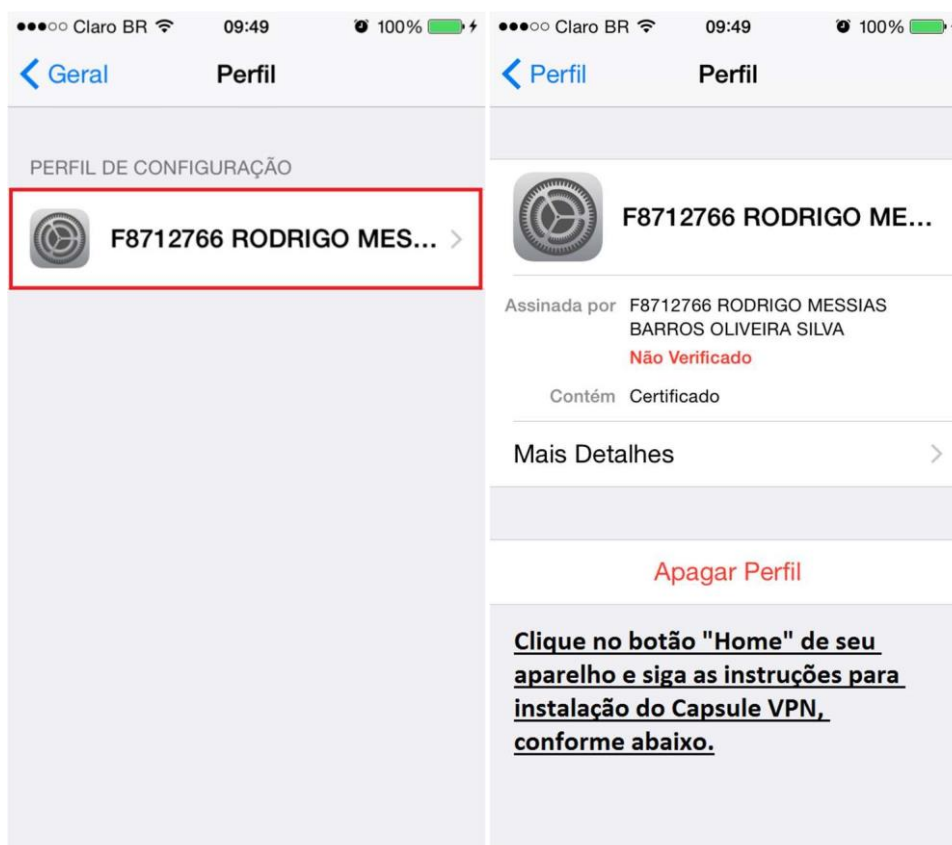 Claro BR 09:49 100%
Geral Perfil
PERFIL DE CONFIGURAÇÃO
F8712766 RODRIGO MES...
Claro BR 09:49 100%
Perfil Perfil
F8712766 RODRIGO ME...
Assinada por F8712766 RODRIGO MESSIAS
BARROS OLIVEIRA SILVA
Não Verificado
Contém Certificado
Mais Detalhes
Apagar Perfil
Clique no botão "Home" de seu
aparelho e siga as instruções para
instalação do Capsule VPN,
conforme abaixo.